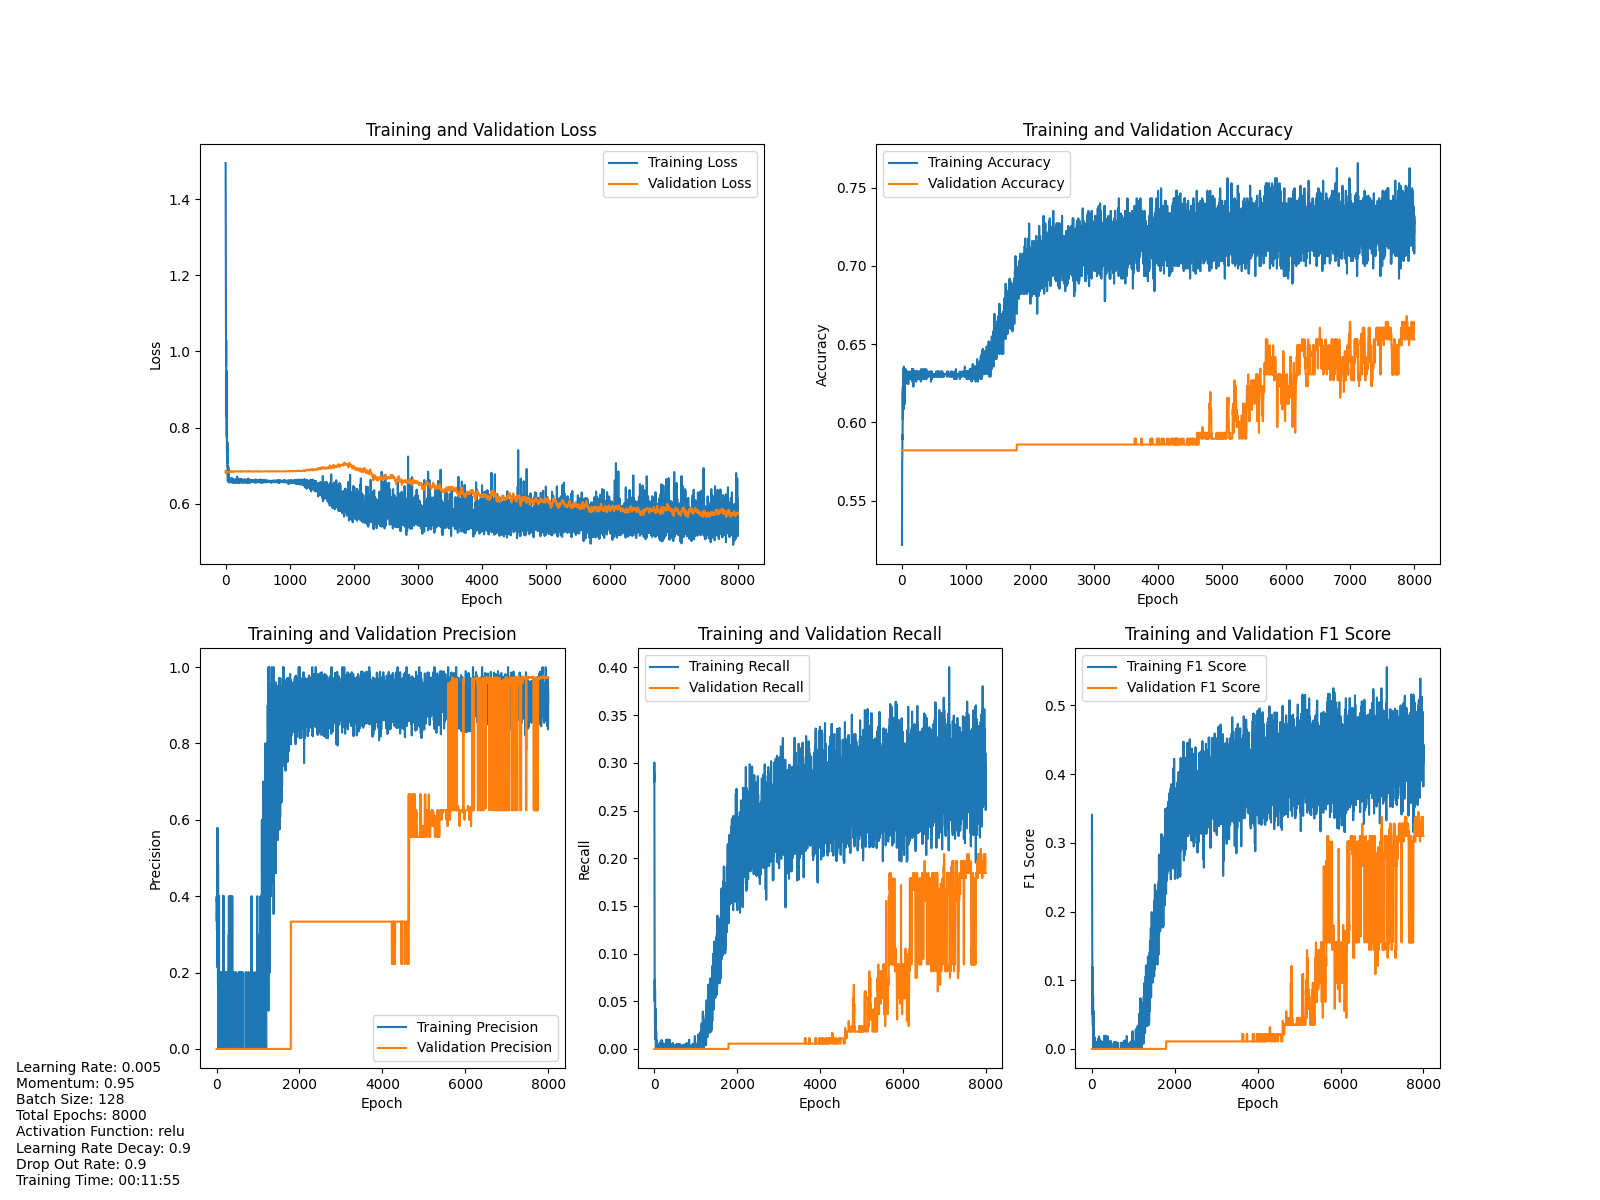 Training and Validation Loss
Training Loss
Validation Loss
1.4
1.2
1.0
0.8
0.6
Loss
0
1000
2000
3000
4000
5000
6000
7000
8000
Epoch
Training and Validation Accuracy
Training Accuracy
Validation Accuracy
0.75
0.70
0.65
0.60
0.55
Accuracy
0
1000
2000
3000
4000
5000
6000
7000
8000
Epoch
Training and Validation Precision
1.0
0.8
0.6
0.4
0.2
0.0
Precision
Training Precision
Validation Precision
0
2000
4000
6000
8000
Epoch
Training and Validation Recall
Training Recall
Validation Recall
0.40
0.35
0.30
0.25
0.20
0.15
0.10
0.05
0.00
Recall
0
2000
4000
6000
8000
Epoch
Training and Validation F1 Score
Training F1 Score
Validation F1 Score
0.5
0.4
0.3
0.2
0.1
0.0
F1 Score
0
2000
4000
6000
8000
Epoch
Learning Rate: 0.005
Momentum: 0.95
Batch Size: 128
Total Epochs: 8000
Activation Function: relu
Learning Rate Decay: 0.9
Drop Out Rate: 0.9
Training Time: 00:11:55